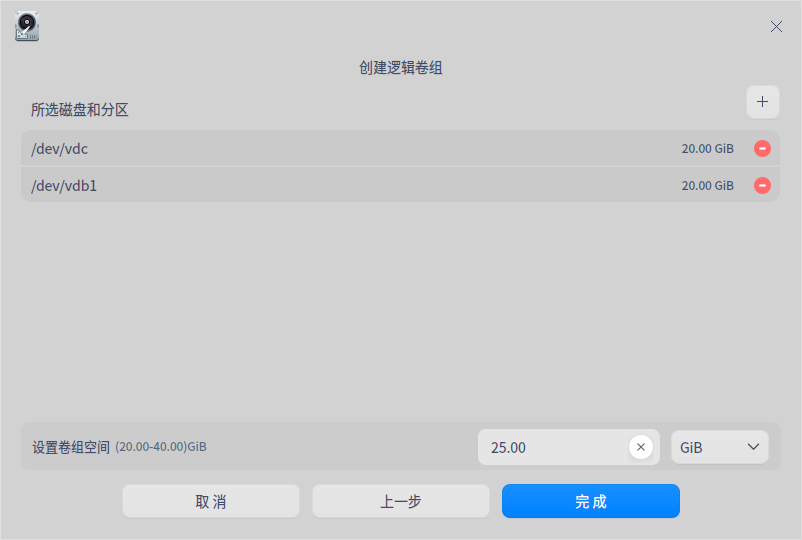 创建逻辑卷组
所选磁盘和分区
/dev/vdc 20.00 GiB
/dev/vdb1 20.00 GiB
设置卷组空间 (20.00-40.00)GiB 25.00 GiB
取 消 上一步 完 成